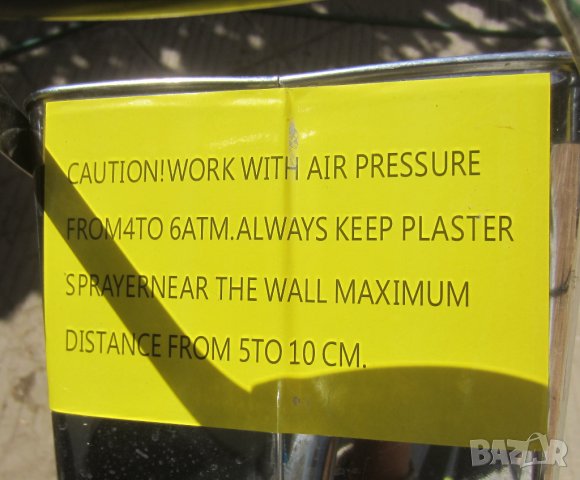 CAUTION!WORK WITH AIR PRESSURE
FROM4TO 6ATM.ALWAYS KEEP PLASTER
SPRAYERNEAR THE WALL MAXIMUM
DISTANCE FROM 5TO 10 CM.
BAZAR